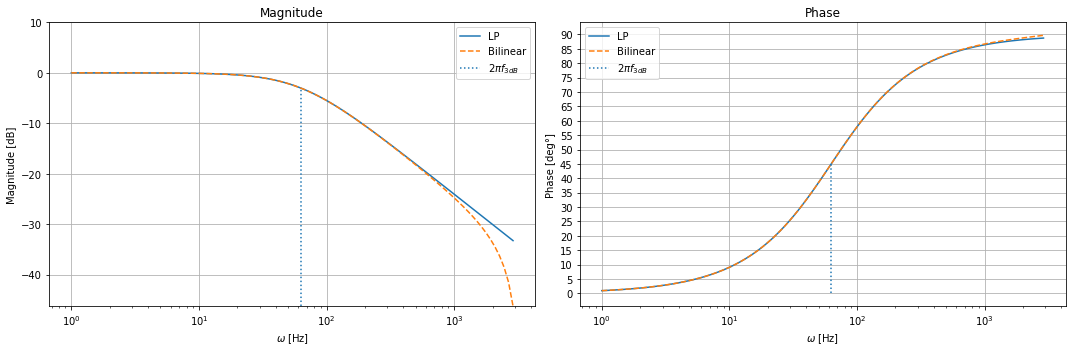 Magnitude
10
0
−10
−20
−30
−40
Magnitude [dB]
LP
Bilinear
2πf3dB
10⁰
10¹
10²
10³
ω [Hz]
Phase
90
85
80
75
70
65
60
55
50
45
40
35
30
25
20
15
10
5
0
Phase [deg°]
LP
Bilinear
2πf3dB
10⁰
10¹
10²
10³
ω [Hz]